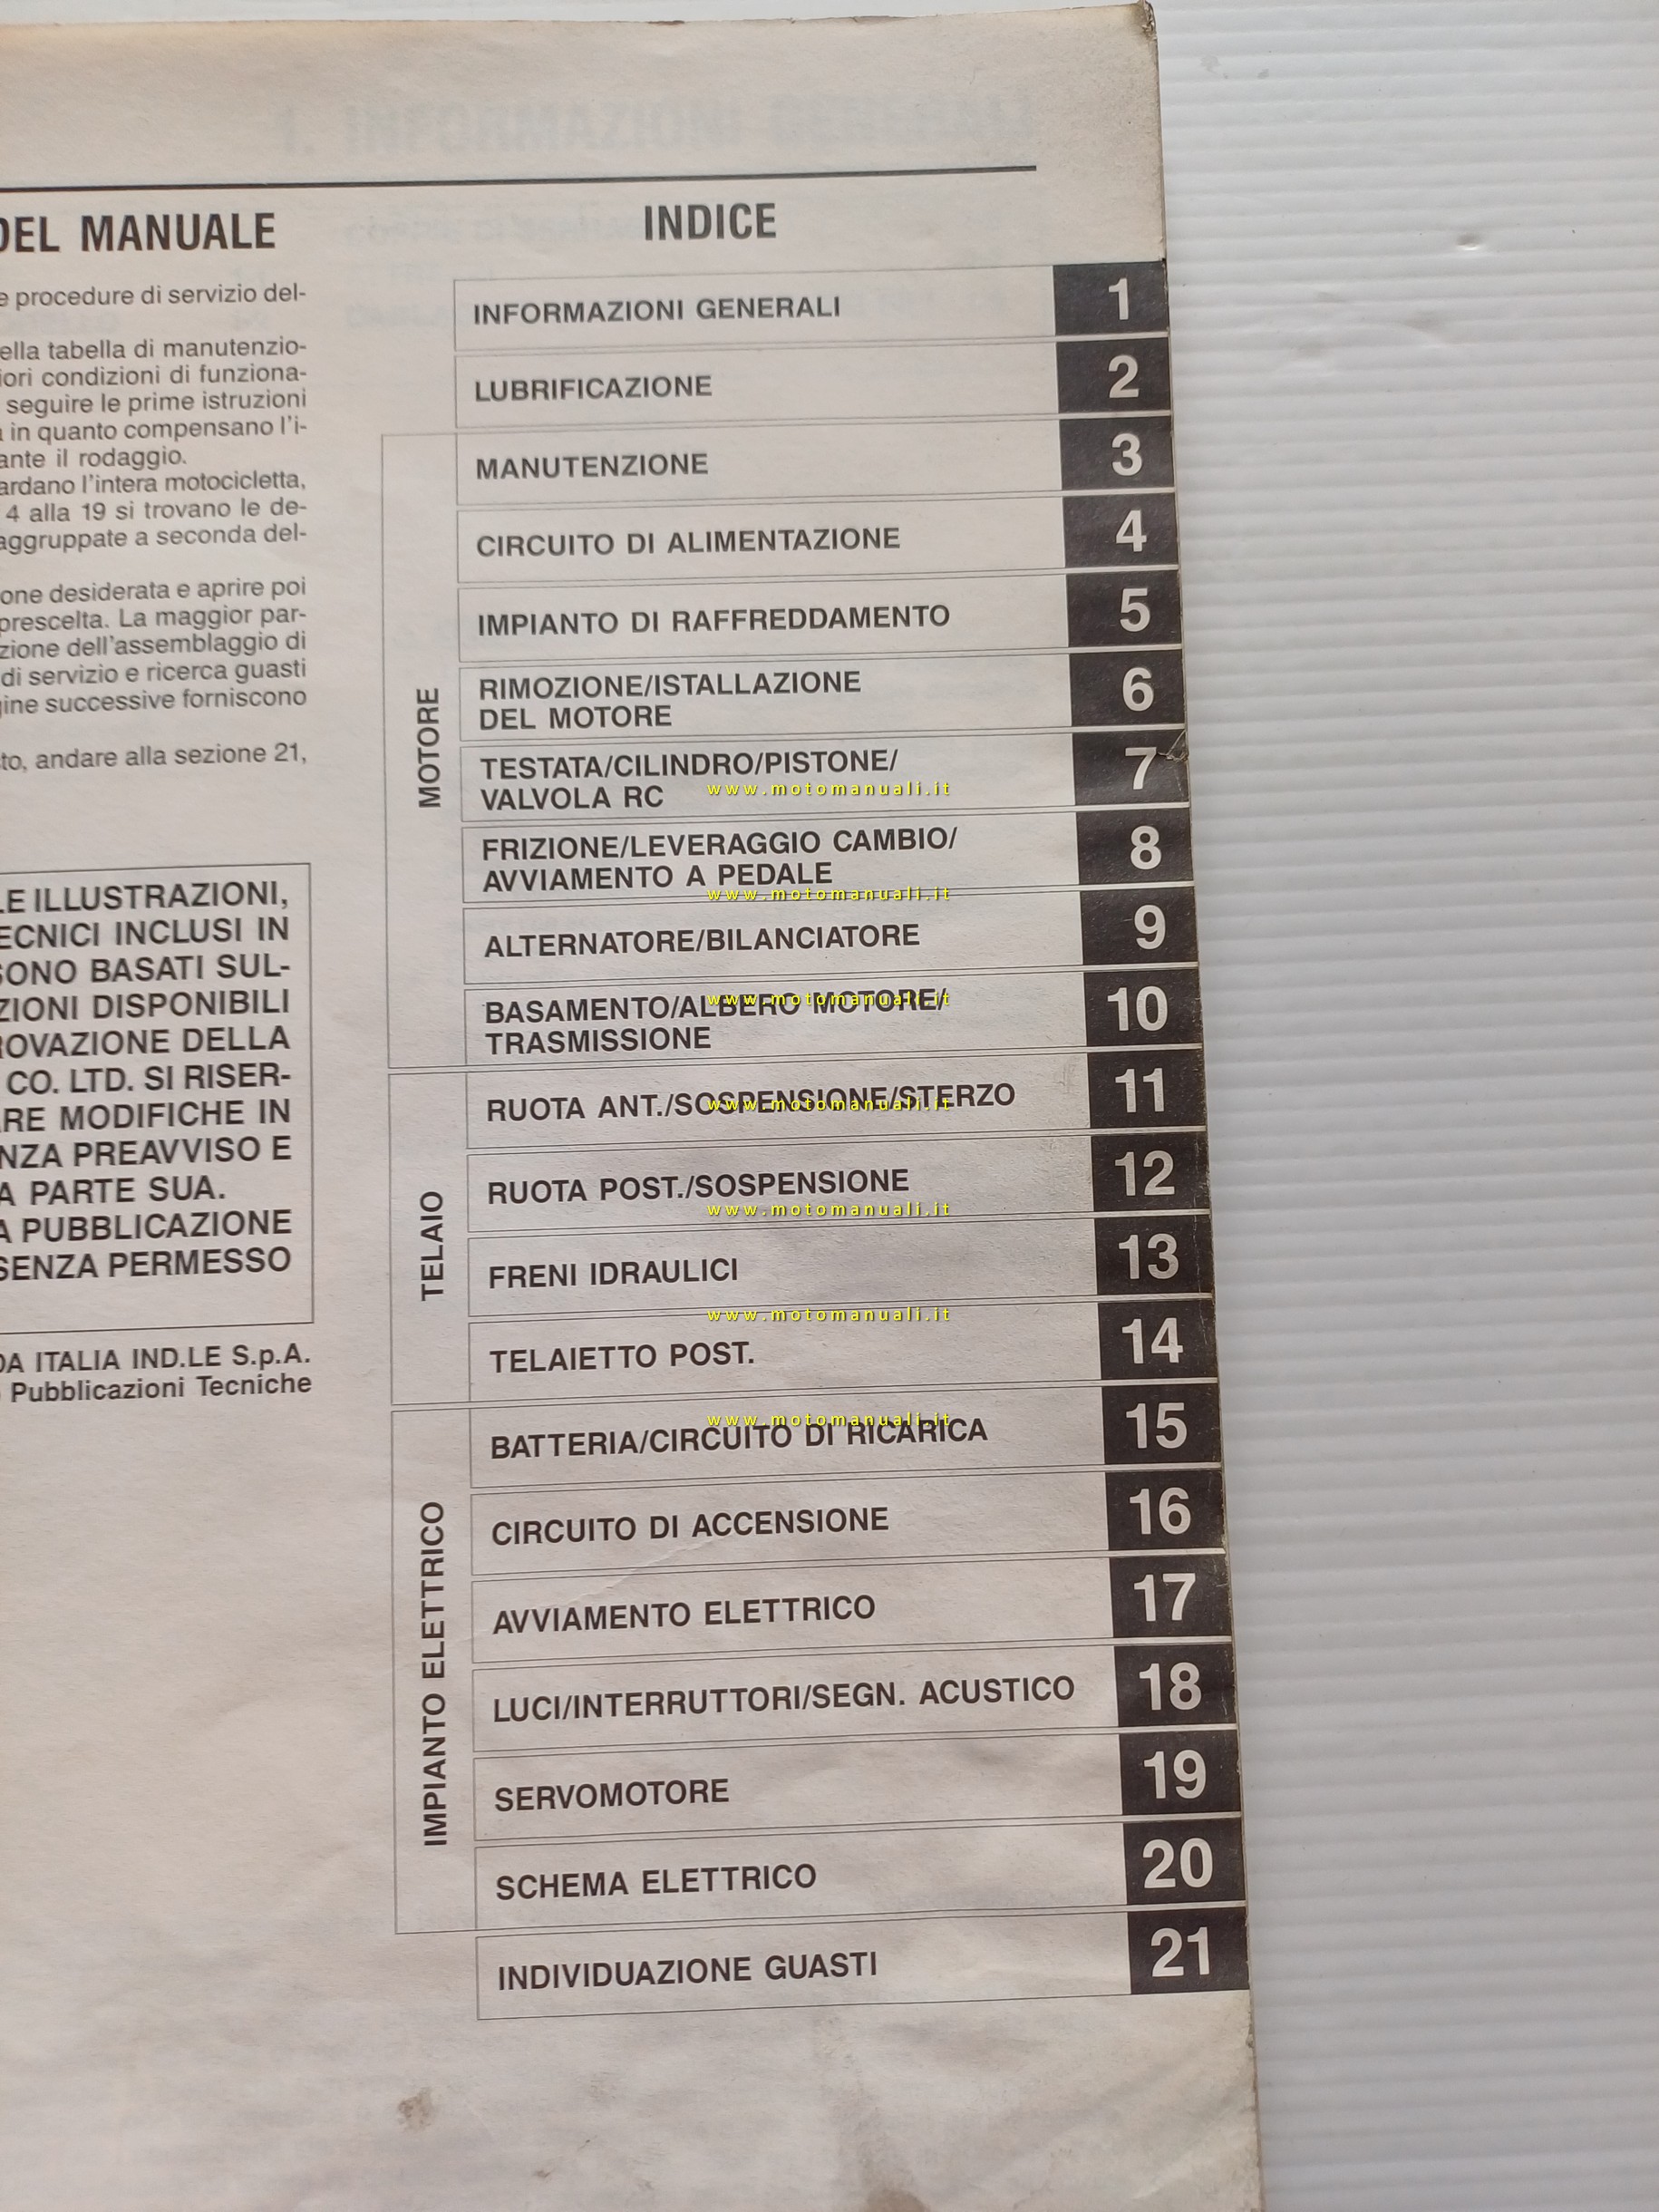 DEL MANUALE
e procedure di servizio del-
ella tabella di manutenzio-
iori condizioni di funziona-
seguire le prime istruzioni
in quanto compensano l'i-
ante il rodaggio.
ardano l'intera motocicletta,
4 alla 19 si trovano le de-
aggruppate a seconda del-
one desiderata e aprire poi
prescelta. La maggior par-
zione dell'assemblaggio di
di servizio e ricerca guasti
gine successive forniscono
to, andare alla sezione 21,
LE ILLUSTRAZIONI,
ECNICI INCLUSI IN
SONO BASATI SUL-
ZIONI DISPONIBILI
ROVAZIONE DELLA
CO. LTD. SI RISER-
ARE MODIFICHE IN
NZA PREAVVISO E
A PARTE SUA.
A PUBBLICAZIONE
SENZA PERMESSO
DA ITALIA IND.LE S.p.A.
Pubblicazioni Tecniche
1. INFORMAZIONI GENERALI
INDICE
INFORMAZIONI GENERALI 1
LUBRIFICAZIONE 2
MOTORE
MANUTENZIONE 3
CIRCUITO DI ALIMENTAZIONE 4
IMPIANTO DI RAFFREDDAMENTO 5
RIMOZIONE/ISTALLAZIONE 6
DEL MOTORE
TESTATA/CILINDRO/PISTONE/ 7
VALVOLA RC
www.motomanuali.it
FRIZIONE/LEVERAGGIO CAMBIO/ 8
AVVIAMENTO A PEDALE
www.motomanuali.it
ALTERNATORE/BILANCIATORE 9
BASAMENTO/ALBERO MOTORE/ 10
www.motomanuali.it
TRASMISSIONE
TELAIO
RUOTA ANT./SOSPENSIONE/STERZO 11
www.motomanuali.it
RUOTA POST./SOSPENSIONE 12
www.motomanuali.it
FRENI IDRAULICI 13
www.motomanuali.it
TELAIETTO POST. 14
IMPIANTO ELETTRICO
www.motomanuali.it
BATTERIA/CIRCUITO DI RICARICA 15
CIRCUITO DI ACCENSIONE 16
AVVIAMENTO ELETTRICO 17
LUCI/INTERRUTTORI/SEGN. ACUSTICO 18
SERVOMOTORE 19
SCHEMA ELETTRICO 20
INDIVIDUAZIONE GUASTI 21